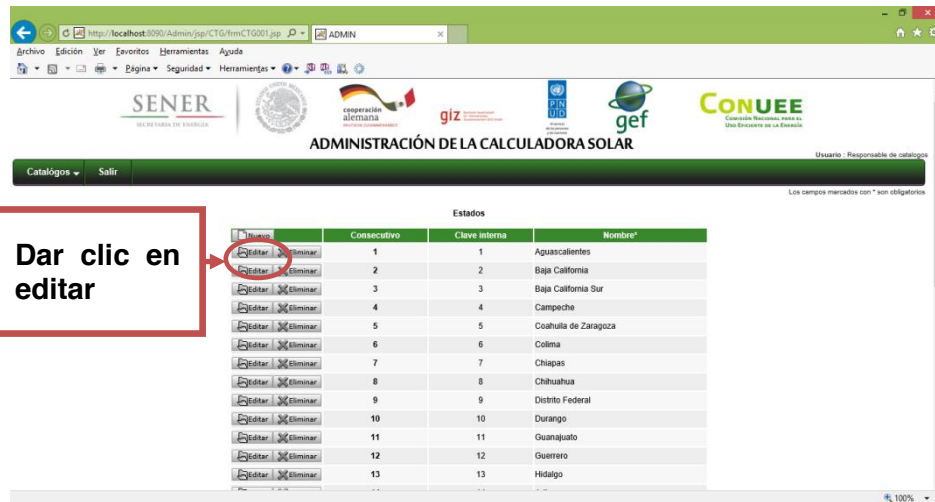 http://localhost:8090/Admin/jsp/CTG/frmCTG001.jsp
ADMIN
Archivo Edición Ver Favoritos Herramientas Ayuda
Página Seguridad Herramientas
SENER
SECRETARÍA DE ENERGÍA
cooperación
alemana
giz
PNUD
gef
CONUEE
COMISIÓN NACIONAL PARA EL
USO EFICIENTE DE LA ENERGÍA
ADMINISTRACIÓN DE LA CALCULADORA SOLAR
Usuario : Responsable de catalogos
Catalógos Salir
Los campos marcados con * son obligatorios
Estados
Dar clic en
editar
Nuevo Consecutivo Clave interna Nombre*
Editar Eliminar 1 1 Aguascalientes
Editar Eliminar 2 2 Baja California
Editar Eliminar 3 3 Baja California Sur
Editar Eliminar 4 4 Campeche
Editar Eliminar 5 5 Coahuila de Zaragoza
Editar Eliminar 6 6 Colima
Editar Eliminar 7 7 Chiapas
Editar Eliminar 8 8 Chihuahua
Editar Eliminar 9 9 Distrito Federal
Editar Eliminar 10 10 Durango
Editar Eliminar 11 11 Guanajuato
Editar Eliminar 12 12 Guerrero
Editar Eliminar 13 13 Hidalgo
100%